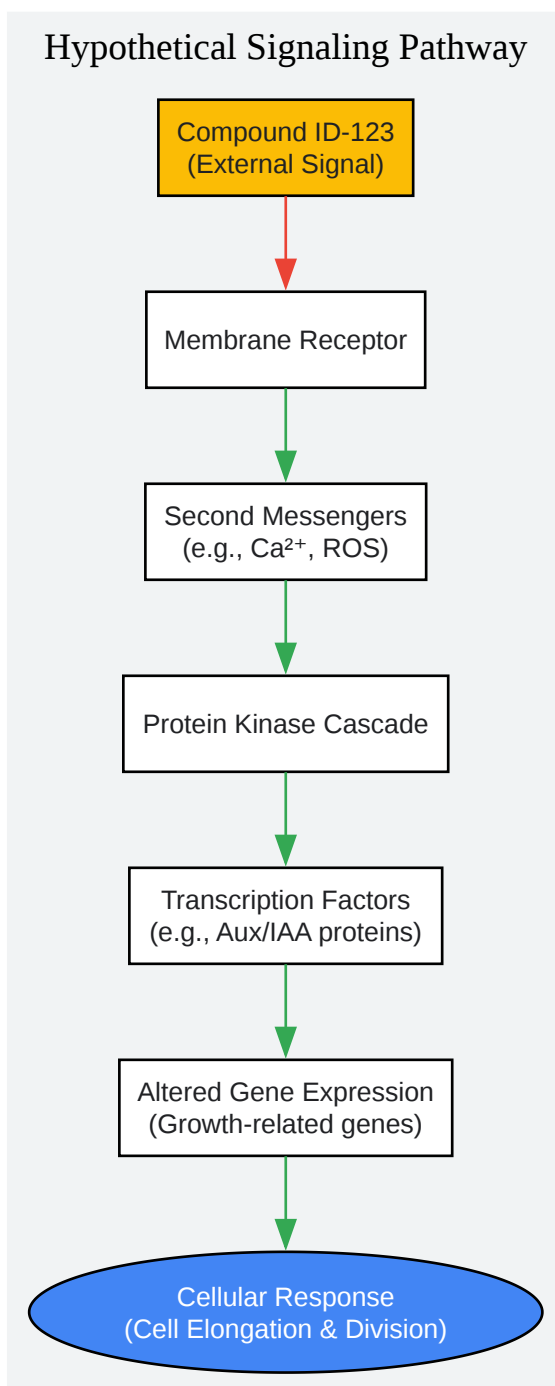 Hypothetical Signaling Pathway
Compound ID-123
(External Signal)
Membrane Receptor
Second Messengers
(e.g., Ca²⁺, ROS)
Protein Kinase Cascade
Transcription Factors
(e.g., Aux/IAA proteins)
Altered Gene Expression
(Growth-related genes)
Cellular Response
(Cell Elongation & Division)